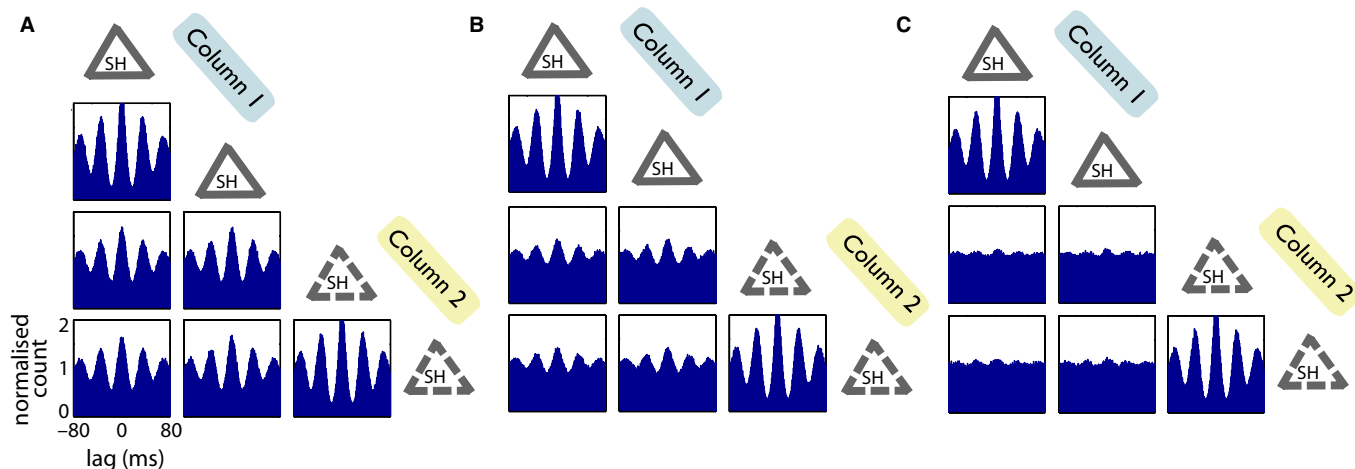 A
SH
Column 1
SH
SH
Column 2
SH
2
1
0
normalised
count
−80 0 80
lag (ms)
B
SH
Column 1
SH
SH
Column 2
SH
C
SH
Column 1
SH
SH
Column 2
SH